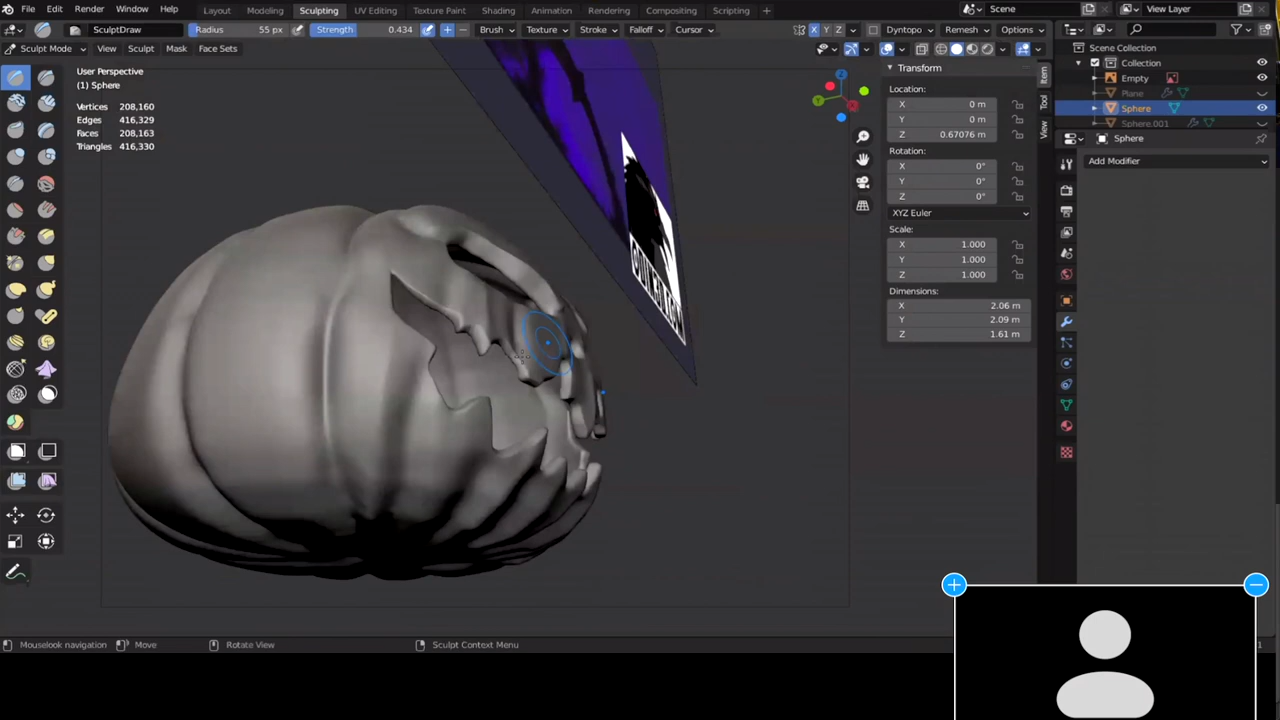 File Edit Render Window Help Layout Modeling Sculpting UV Editing Texture Paint Shading Animation Rendering Compositing Scripting + Scene View Layer
SculptDraw Radius 55 px Strength 0.434 Brush Texture Stroke Falloff Cursor X Y Z Dyntopo Remesh Options
Sculpt Mode View Sculpt Mask Face Sets
User Perspective
(1) Sphere
Vertices 208,160
Edges 416,329
Faces 208,163
Triangles 416,330
Transform
Location:
X 0 m
Y 0 m
Z 0.67076 m
Rotation:
X 0°
Y 0°
Z 0°
XYZ Euler
Scale:
X 1.000
Y 1.000
Z 1.000
Dimensions:
X 2.06 m
Y 2.09 m
Z 1.61 m
Item
Tool
View
Scene Collection
Collection
Empty
Plane
Sphere
Sphere.001
Sphere
Add Modifier
Mouselook navigation Move Rotate View Sculpt Context Menu